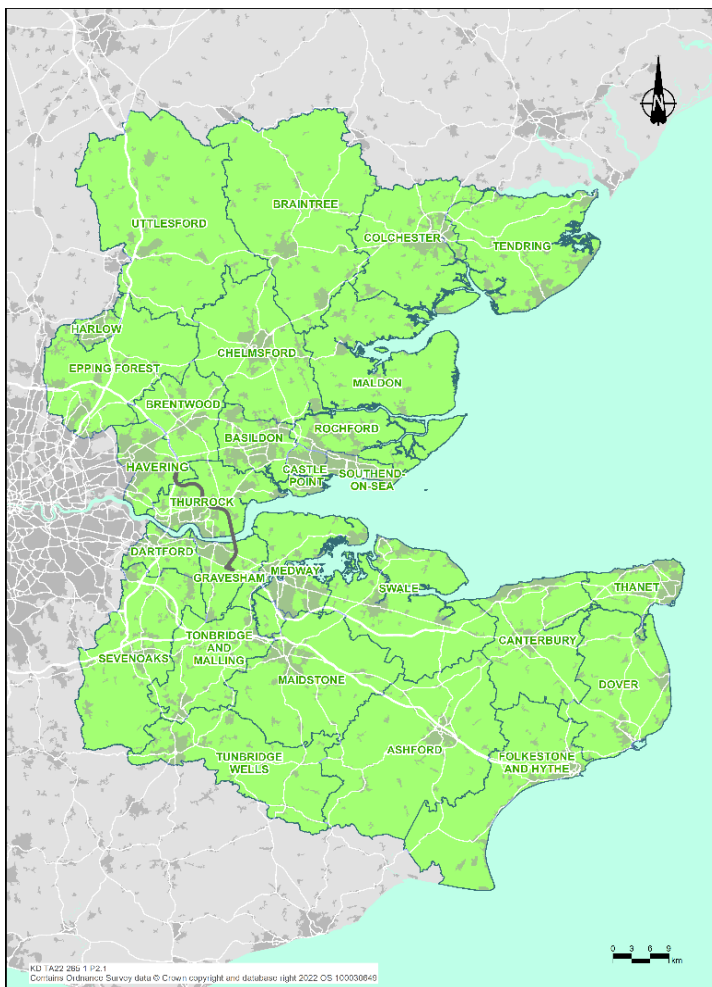 N
UTTLESFORD
BRAINTREE
COLCHESTER
TENDRING
HARLOW
EPPING FOREST
CHELMSFORD
MALDON
BRENTWOOD
BASILDON
ROCHFORD
HAVERING
CASTLE
POINT
SOUTHEND-
ON-SEA
THURROCK
DARTFORD
GRAVESHAM
MEDWAY
SWALE
THANET
SEVENOAKS
TONBRIDGE
AND
MALLING
MAIDSTONE
CANTERBURY
DOVER
TUNBRIDGE
WELLS
ASHFORD
FOLKESTONE
AND HYTHE
0 3 6 9
km
KD TA22 265 1 P2.1
Contains Ordnance Survey data © Crown copyright and database right 2022 OS 100030649